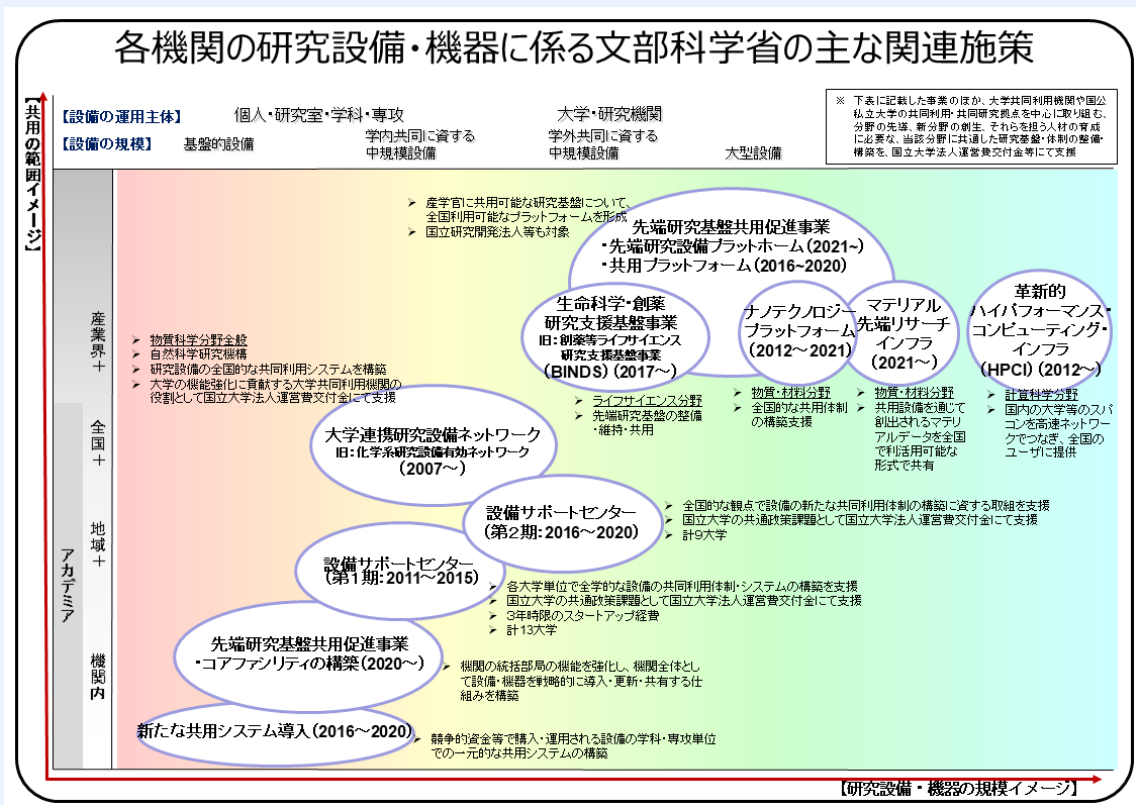 各機関の研究設備・機器に係る文部科学省の主な関連施策
【共用の範囲イメージ】
【設備の運用主体】
個人・研究室・学科・専攻
大学・研究機関
【設備の規模】
基盤的設備
学内共同に資する
中規模設備
学外共同に資する
中規模設備
大型設備
※ 下表に記載した事業のほか、大学共同利用機関や国公
私立大学の共同利用・共同研究拠点を中心に取り組む、
分野の先導、新分野の創生、それらを担う人材の育成
に必要な、当該分野に共通した研究基盤・体制の整備・
構築を、国立大学法人運営費交付金等にて支援
➢ 産学官に共用可能な研究基盤について、
全国利用可能なプラットフォームを形成
➢ 国立研究開発法人等も対象
先端研究基盤共用促進事業
・先端研究設備プラットホーム(2021~)
・共用プラットフォーム(2016~2020)
産業界+
生命科学・創薬
研究支援基盤事業
旧:創薬等ライフサイエンス
研究支援基盤事業
(BINDS)(2017~)
ナノテクノロジー
プラットフォーム
(2012~2021)
マテリアル
先端リサーチ
インフラ
(2021~)
革新的
ハイパフォーマンス・
コンピューティング・
インフラ
(HPCI)(2012~)
➢ 物質科学分野全般
➢ 自然科学研究機構
➢ 研究設備の全国的な共同利用システムを構築
➢ 大学の機能強化に貢献する大学共同利用機関の
役割として国立大学法人運営費交付金にて支援
➢ ライフサイエンス分野
➢ 先端研究基盤の整備
・維持・共用
➢ 物質・材料分野
➢ 全国的な共用体制
の構築支援
➢ 物質・材料分野
➢ 共用設備を通じて
創出されるマテリ
アルデータを全国
で利活用可能な
形式で共有
➢ 計算科学分野
➢ 国内の大学等のスパ
コンを高速ネットワー
クでつなぎ、全国の
ユーザに提供
全国+
大学連携研究設備ネットワーク
旧:化学系研究設備有効ネットワーク
(2007~)
設備サポートセンター
(第2期:2016~2020)
➢ 全国的な観点で設備の新たな共同利用体制の構築に資する取組を支援
➢ 国立大学の共通政策課題として国立大学法人運営費交付金にて支援
➢ 計9大学
アカデミア
地域+
設備サポートセンター
(第1期:2011~2015)
➢ 各大学単位で全学的な設備の共同利用体制・システムの構築を支援
➢ 国立大学の共通政策課題として国立大学法人運営費交付金にて支援
➢ 3年時限のスタートアップ経費
➢ 計13大学
機関内
先端研究基盤共用促進事業
・コアファシリティの構築(2020~)
➢ 機関の統括部局の機能を強化し、機関全体とし
て設備・機器を戦略的に導入・更新・共有する仕
組みを構築
新たな共用システム導入(2016~2020)
➢ 競争的資金等で購入・運用される設備の学科・専攻単位
での一元的な共用システムの構築
【研究設備・機器の規模イメージ】